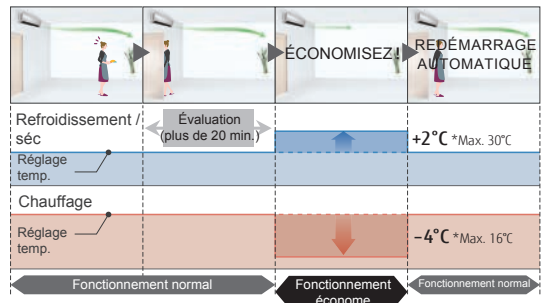 ÉCONOMISEZ!
REDÉMARRAGE
AUTOMATIQUE
Refroidissement /
séc
Évaluation
(plus de 20 min.)
Réglage
temp.
+2°C *Max. 30°C
Chauffage
Réglage
temp.
−4°C *Max. 16°C
Fonctionnement normal
Fonctionnement
économe
Fonctionnement normal